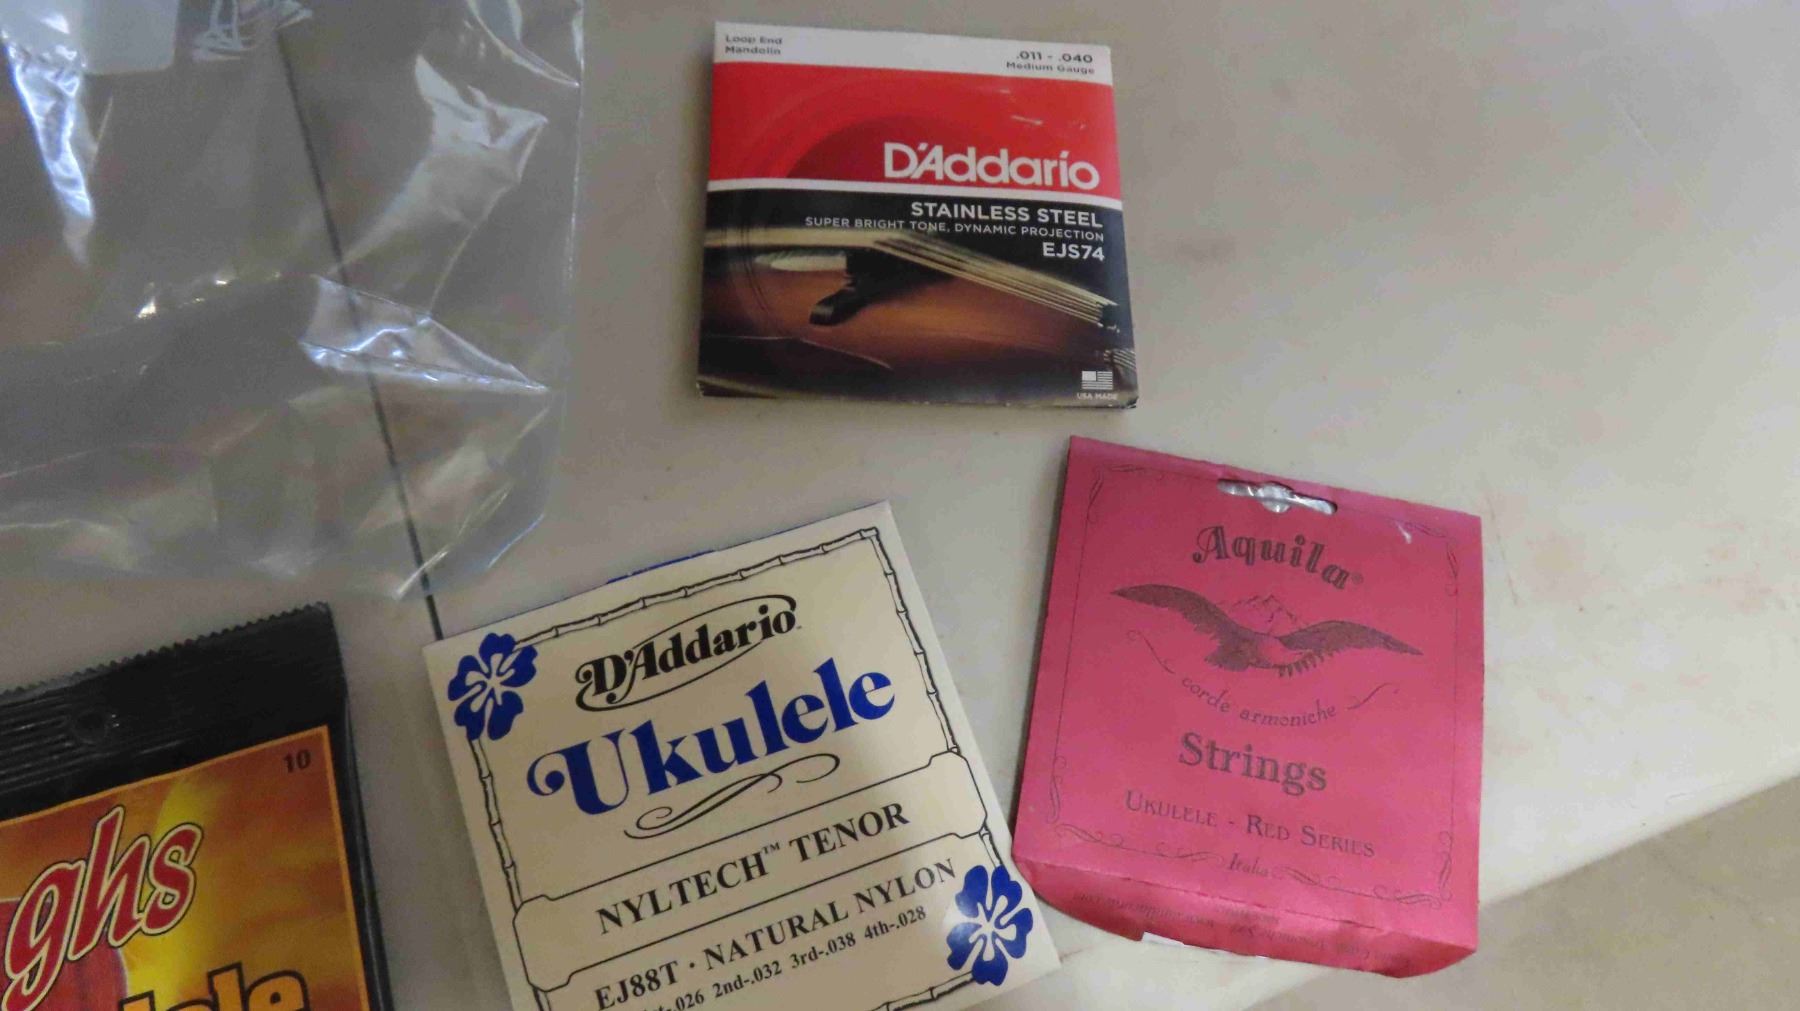 Loop End
Mandolin
.011 - .040
Medium Gauge
D'Addario
STAINLESS STEEL
SUPER BRIGHT TONE, DYNAMIC PROJECTION
EJS74
USA MADE
Aquila®
corde armoniche
Strings
UKULELE - RED SERIES
Italia
D'Addario
Ukulele
NYLTECH™ TENOR
EJ88T · NATURAL NYLON
.026 2nd-.032 3rd-.038 4th-.028
10
ghs